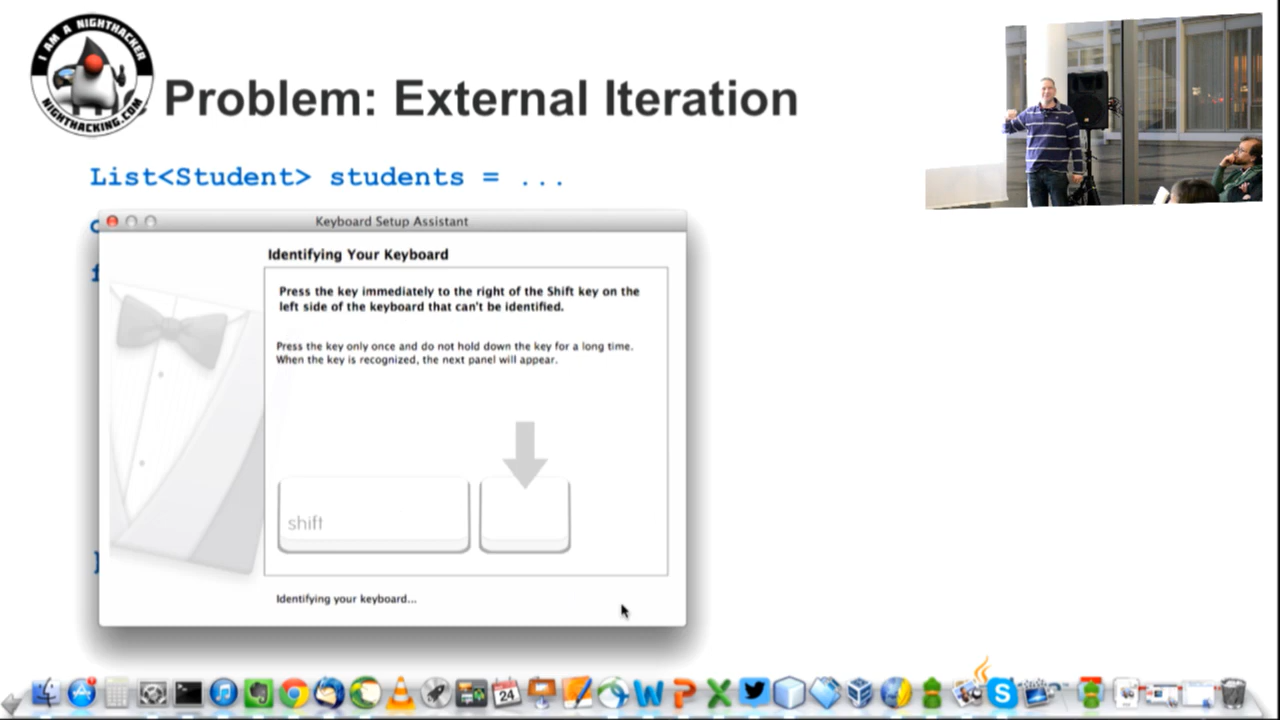 I AM A NIGHTHACKER
NIGHTHACKING.COM
Problem: External Iteration
List<Student> students = ...
Keyboard Setup Assistant
Identifying Your Keyboard
Press the key immediately to the right of the Shift key on the
left side of the keyboard that can't be identified.
Press the key only once and do not hold down the key for a long time.
When the key is recognized, the next panel will appear.
shift
Identifying your keyboard...
24